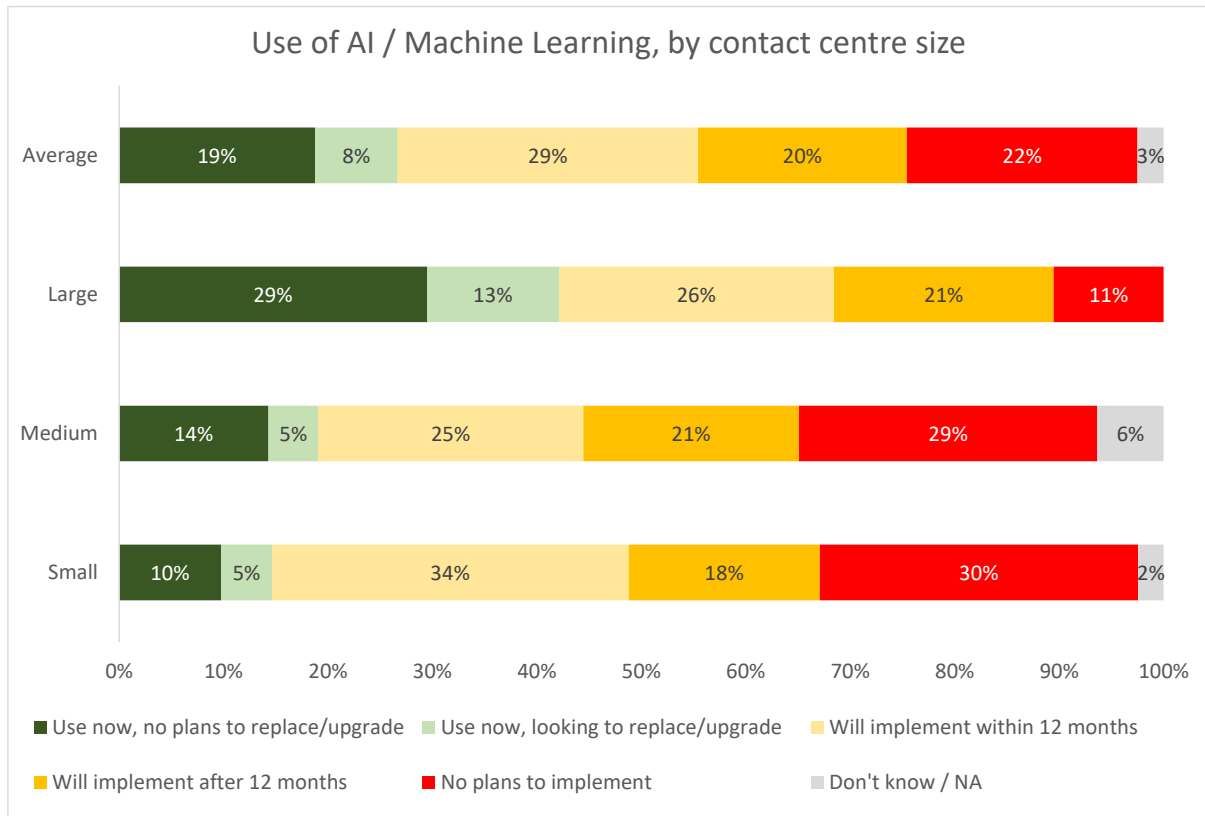 Use of AI / Machine Learning, by contact centre size
Average 19% 8% 29% 20% 22% 3%
Large 29% 13% 26% 21% 11%
Medium 14% 5% 25% 21% 29% 6%
Small 10% 5% 34% 18% 30% 2%
0% 10% 20% 30% 40% 50% 60% 70% 80% 90% 100%
Use now, no plans to replace/upgrade Use now, looking to replace/upgrade Will implement within 12 months
Will implement after 12 months No plans to implement Don't know / NA